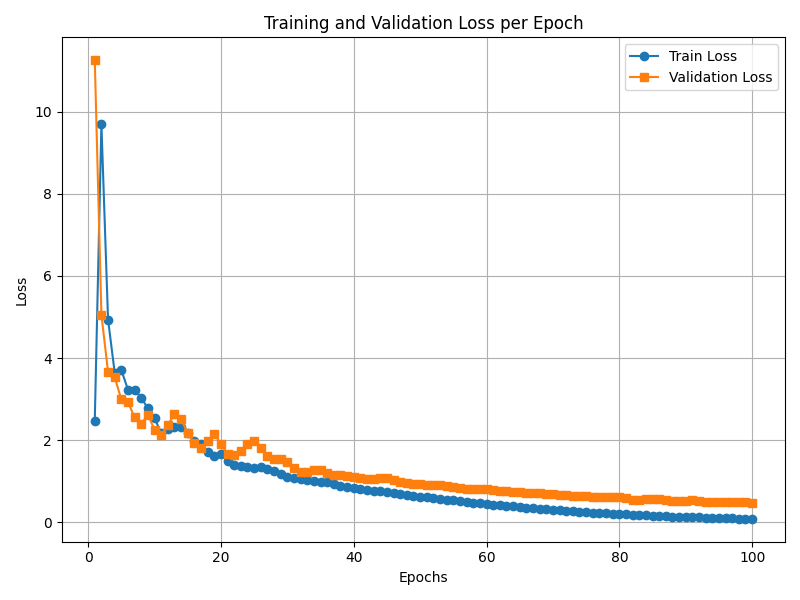 Training and Validation Loss per Epoch
Train Loss
Validation Loss
10
8
6
4
2
0
Loss
0 20 40 60 80 100
Epochs